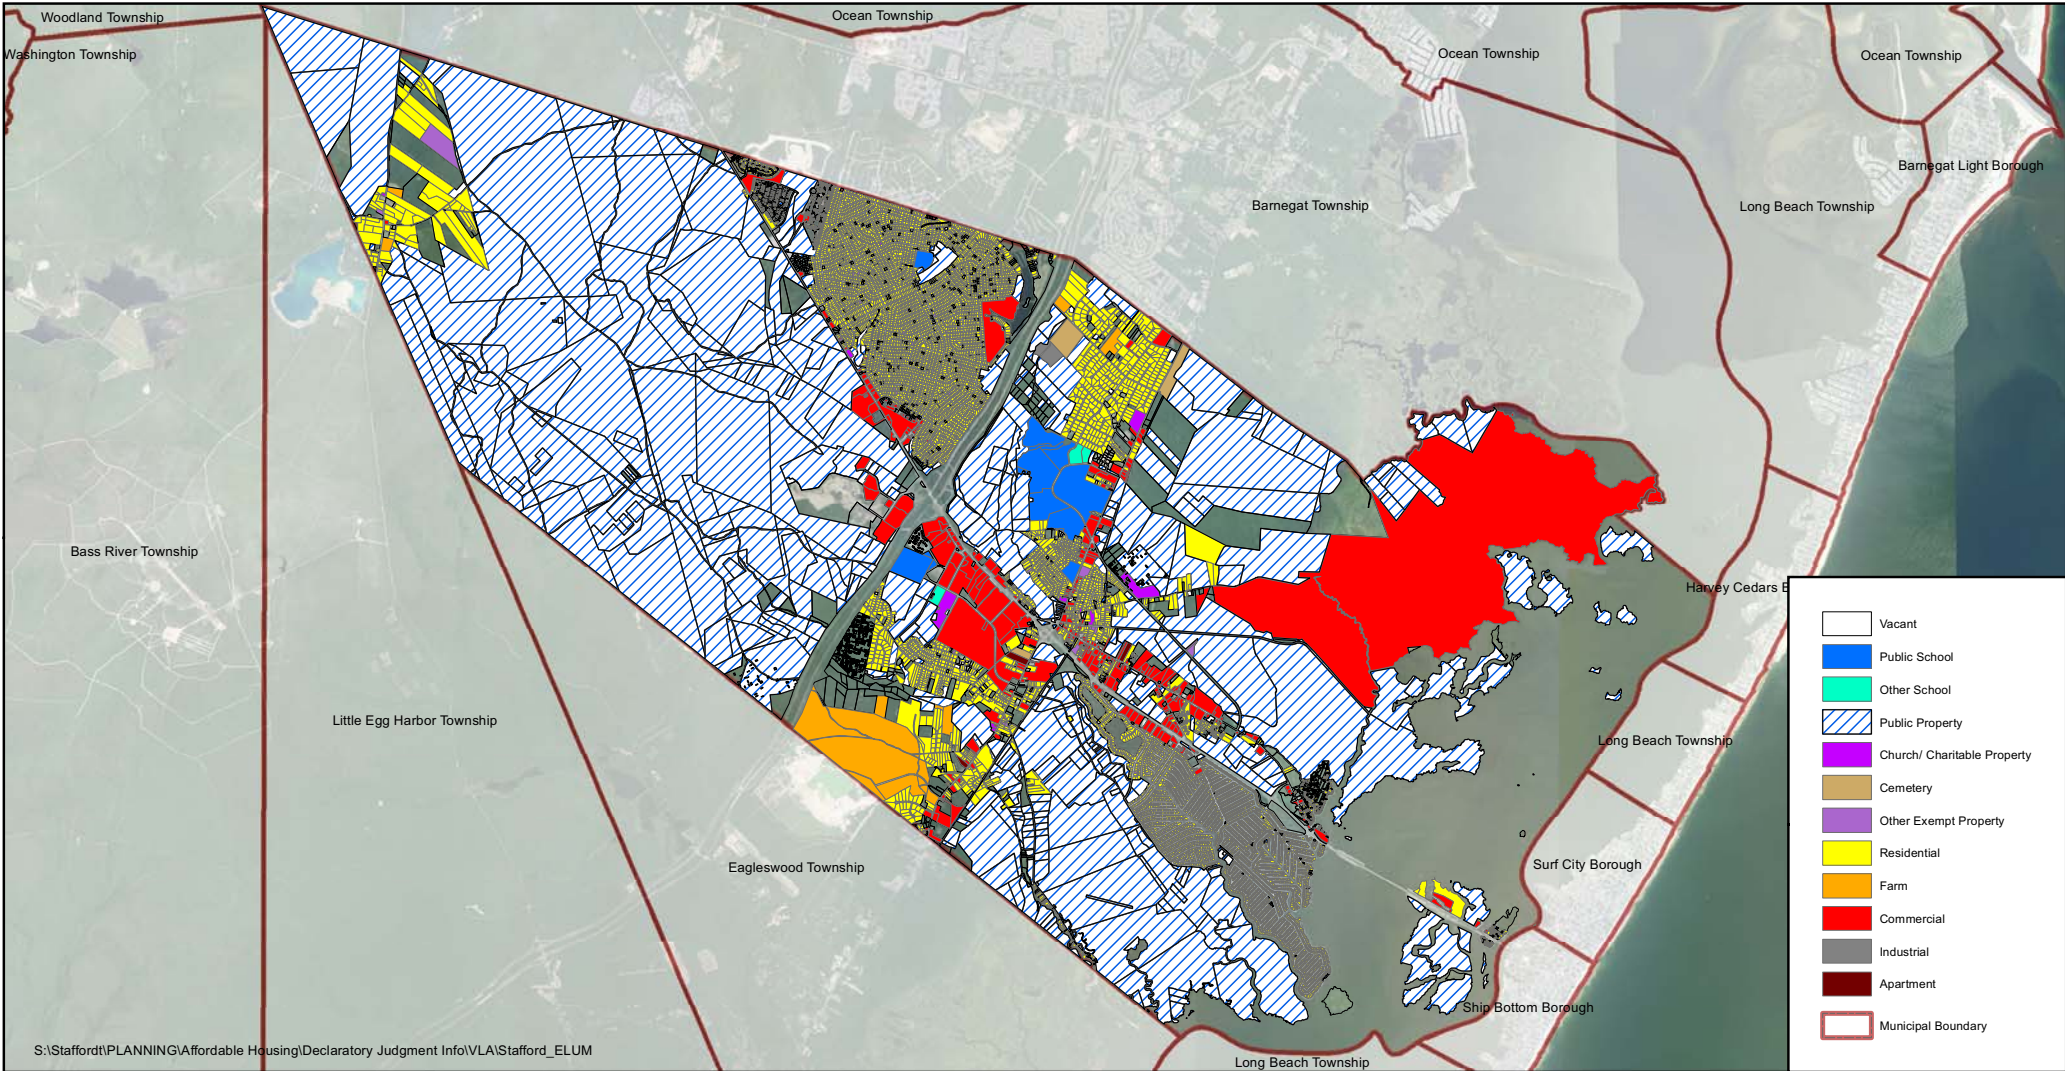 Woodland Township
Ocean Township
Washington Township
Ocean Township
Ocean Township
Barnegat Light Borough
Barnegat Township
Long Beach Township
Bass River Township
Harvey Cedars B
Little Egg Harbor Township
Long Beach Township
Eagleswood Township
Surf City Borough
Ship Bottom Borough
Long Beach Township
S:\Staffordt\PLANNING\Affordable Housing\Declaratory Judgment Info\VLA\Stafford_ELUM
Vacant
Public School
Other School
Public Property
Church/ Charitable Property
Cemetery
Other Exempt Property
Residential
Farm
Commercial
Industrial
Apartment
Municipal Boundary